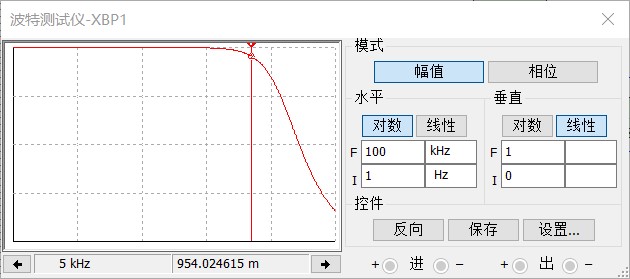 波特测试仪-XBP1
模式
幅值 相位
水平 垂直
对数 线性 对数 线性
F 100 kHz F 1
I 1 Hz I 0
控件
反向 保存 设置...
5 kHz 954.024615 m + 进 − + 出 −